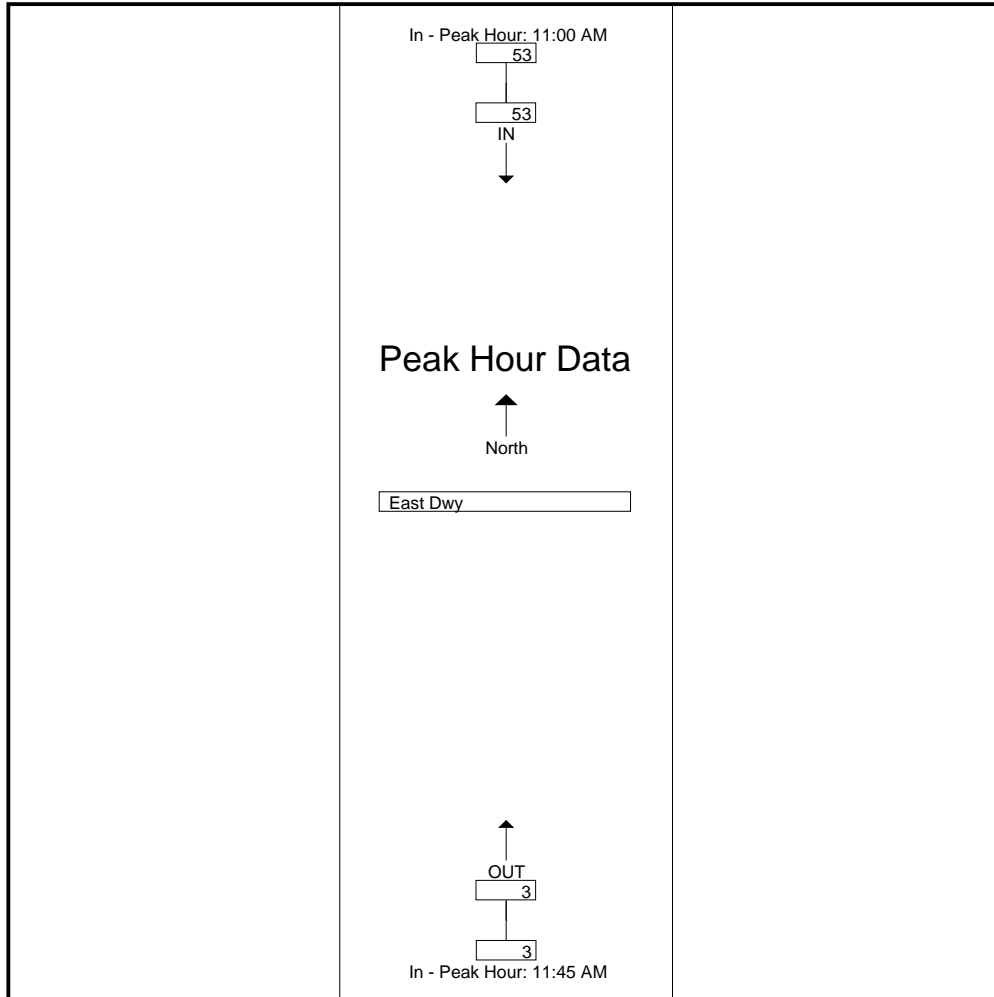 In - Peak Hour: 11:00 AM
53
53
IN
Peak Hour Data
North
East Dwy
OUT
3
3
In - Peak Hour: 11:45 AM